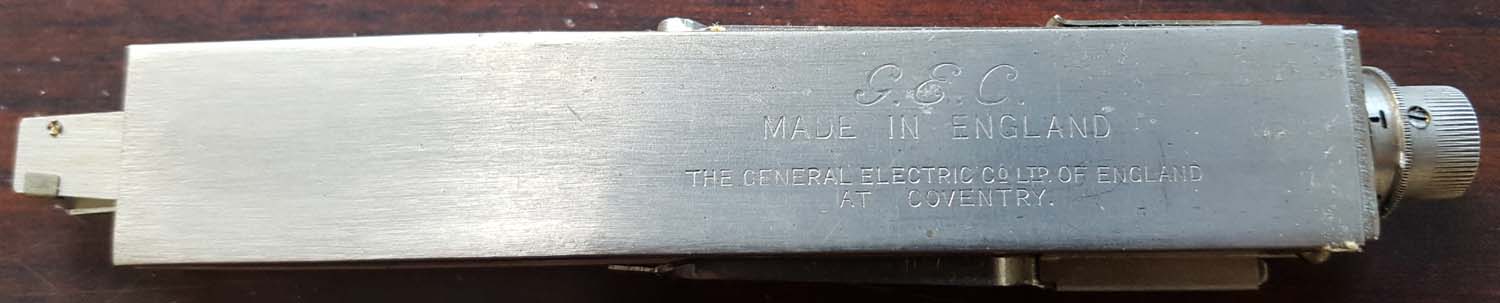 G.E.C.
MADE IN ENGLAND
THE GENERAL ELECTRIC CO LTD. OF ENGLAND
AT COVENTRY.